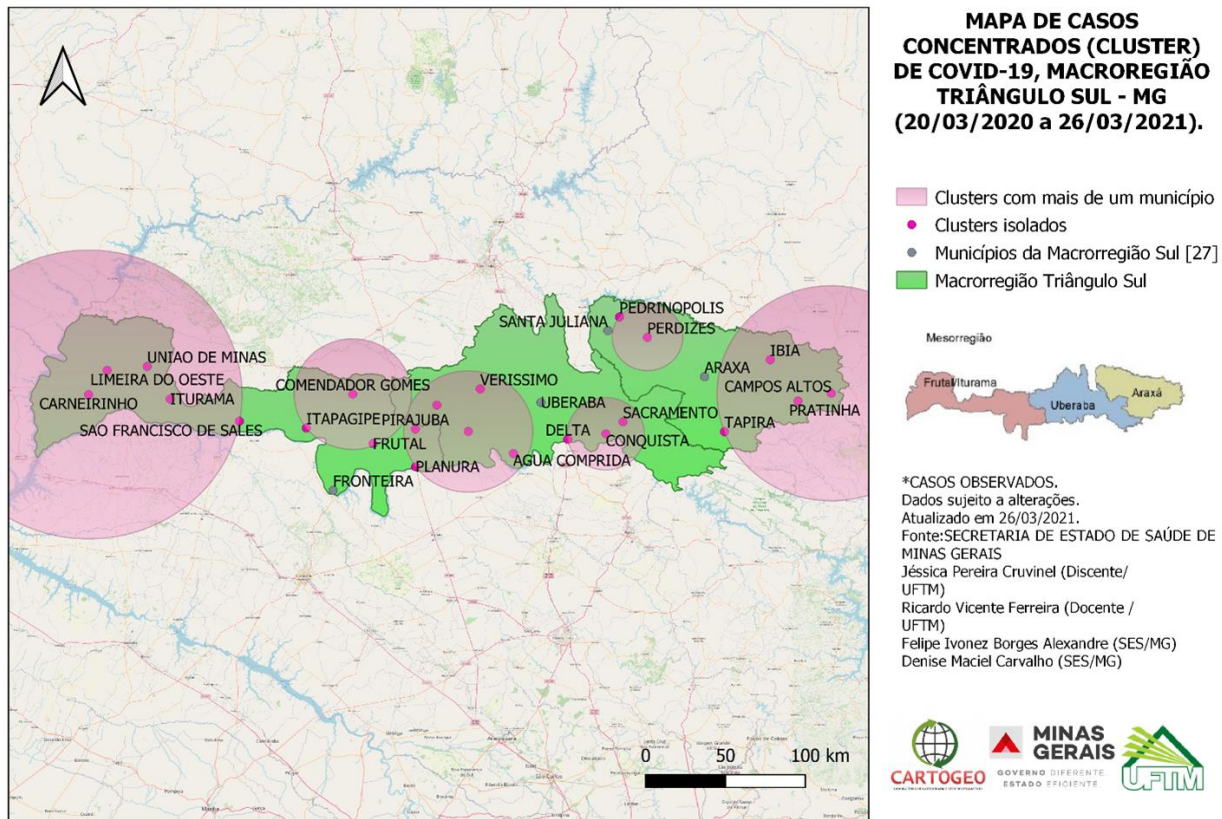 MAPA DE CASOS
CONCENTRADOS (CLUSTER)
DE COVID-19, MACROREGIÃO
TRIÂNGULO SUL - MG
(20/03/2020 a 26/03/2021).
Clusters com mais de um município
Clusters isolados
Municípios da Macrorregião Sul [27]
Macrorregião Triângulo Sul
Mesorregião
Frutal/Iturama
Uberaba
Araxá
*CASOS OBSERVADOS.
Dados sujeito a alterações.
Atualizado em 26/03/2021.
Fonte:SECRETARIA DE ESTADO DE SAÚDE DE
MINAS GERAIS
Jéssica Pereira Cruvinel (Discente/
UFTM)
Ricardo Vicente Ferreira (Docente /
UFTM)
Felipe Ivonez Borges Alexandre (SES/MG)
Denise Maciel Carvalho (SES/MG)
CARTOGEO
MINAS
GERAIS
GOVERNO DIFERENTE.
ESTADO EFICIENTE.
UFTM
PEDRINOPOLIS
SANTA JULIANA
PERDIZES
UNIAO DE MINAS
IBIA
LIMEIRA DO OESTE
COMENDADOR GOMES
VERISSIMO
ARAXA
CAMPOS ALTOS
CARNEIRINHO
ITURAMA
UBERABA
PRATINHA
SAO FRANCISCO DE SALES
ITAPAGIPE
PIRAJUBA
DELTA
SACRAMENTO
TAPIRA
FRUTAL
CONQUISTA
AGUA COMPRIDA
PLANURA
FRONTEIRA
0 50 100 km